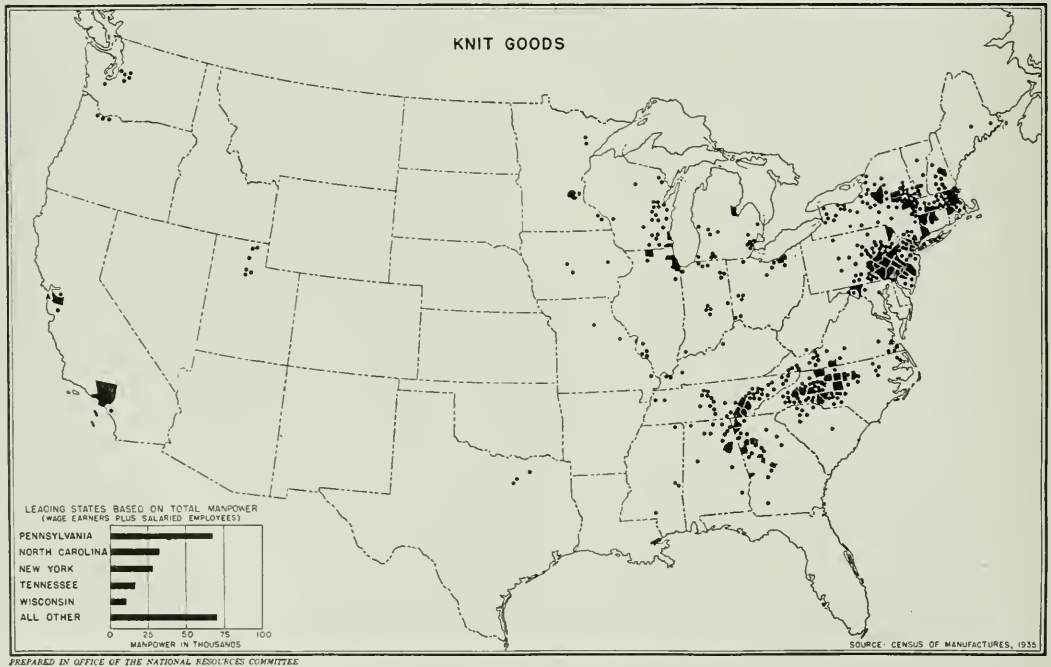 KNIT GOODS
LEADING STATES BASED ON TOTAL MANPOWER
(WAGE EARNERS PLUS SALARIED EMPLOYEES)
PENNSYLVANIA
NORTH CAROLINA
NEW YORK
TENNESSEE
WISCONSIN
ALL OTHER
0 25 50 75 100
MANPOWER IN THOUSANDS
SOURCE: CENSUS OF MANUFACTURES, 1935
PREPARED IN OFFICE OF THE NATIONAL RESOURCES COMMITTEE